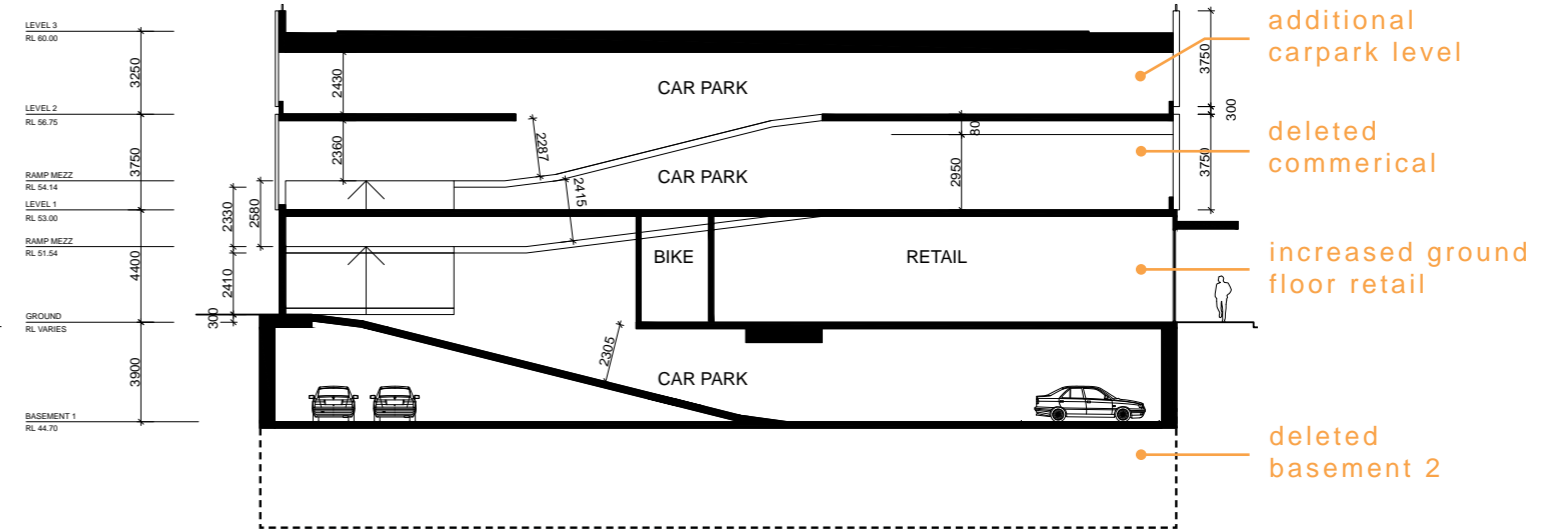 LEVEL 3
RL 60.00
3250
LEVEL 2
RL 56.75
3750
RAMP MEZZ
RL 54.14
LEVEL 1
RL 53.00
RAMP MEZZ
RL 51.54
4400
GROUND
RL VARIES
3900
BASEMENT 1
RL 44.70
2430
2360
2330
2580
2410
300
2287
2415
2305
CAR PARK
CAR PARK
BIKE
RETAIL
CAR PARK
80
2950
3750
300
3750
additional
carpark level
deleted
commerical
increased ground
floor retail
deleted
basement 2